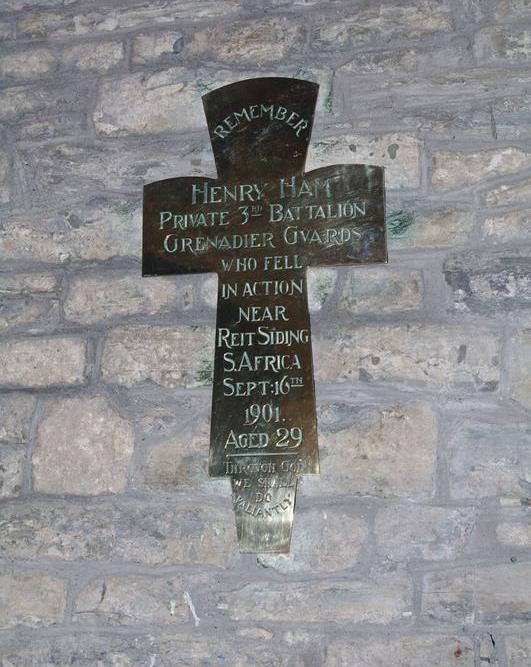 REMEMBER
HENRY HAM
PRIVATE 3RD BATTALION
GRENADIER GVARDS
WHO FELL
IN ACTION
NEAR
REIT SIDING
S.AFRICA
SEPT: 16TH
1901.
AGED 29
THROVGH GOD
WE SHALL
DO
VALIANTLY